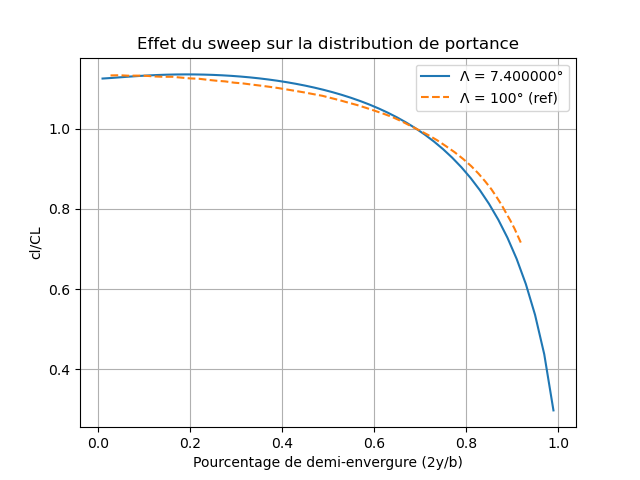 Effet du sweep sur la distribution de portance
Λ = 7.400000°
Λ = 100° (ref)
cl/CL
1.0
0.8
0.6
0.4
0.0 0.2 0.4 0.6 0.8 1.0
Pourcentage de demi-envergure (2y/b)